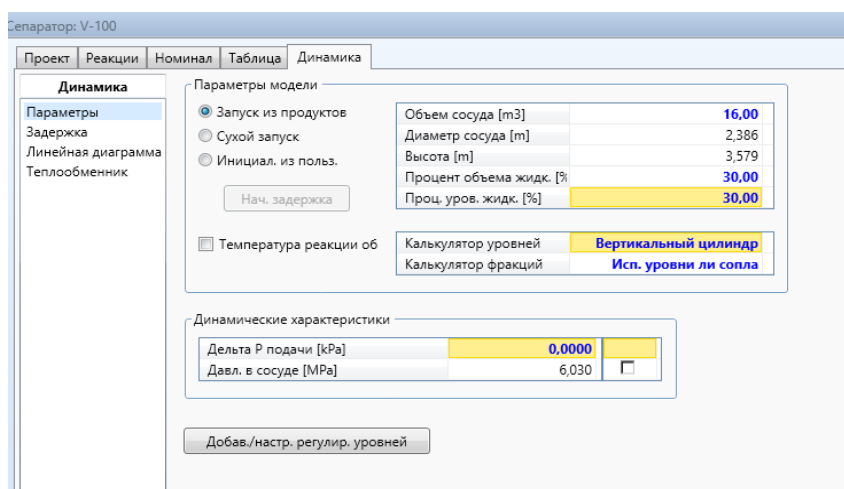 Сепаратор: V-100
Проект Реакции Номинал Таблица Динамика
Динамика
Параметры
Задержка
Линейная диаграмма
Теплообменник
Параметры модели
Запуск из продуктов
Сухой запуск
Инициал. из польз.
Нач. задержка
Объем сосуда [m3] 16,00
Диаметр сосуда [m] 2,386
Высота [m] 3,579
Процент объема жидк. [% 30,00
Проц. уров. жидк. [%] 30,00
Температура реакции об
Калькулятор уровней Вертикальный цилиндр
Калькулятор фракций Исп. уровни ли сопла
Динамические характеристики
Дельта P подачи [kPa] 0,0000
Давл. в сосуде [MPa] 6,030
Добав./настр. регулир. уровней